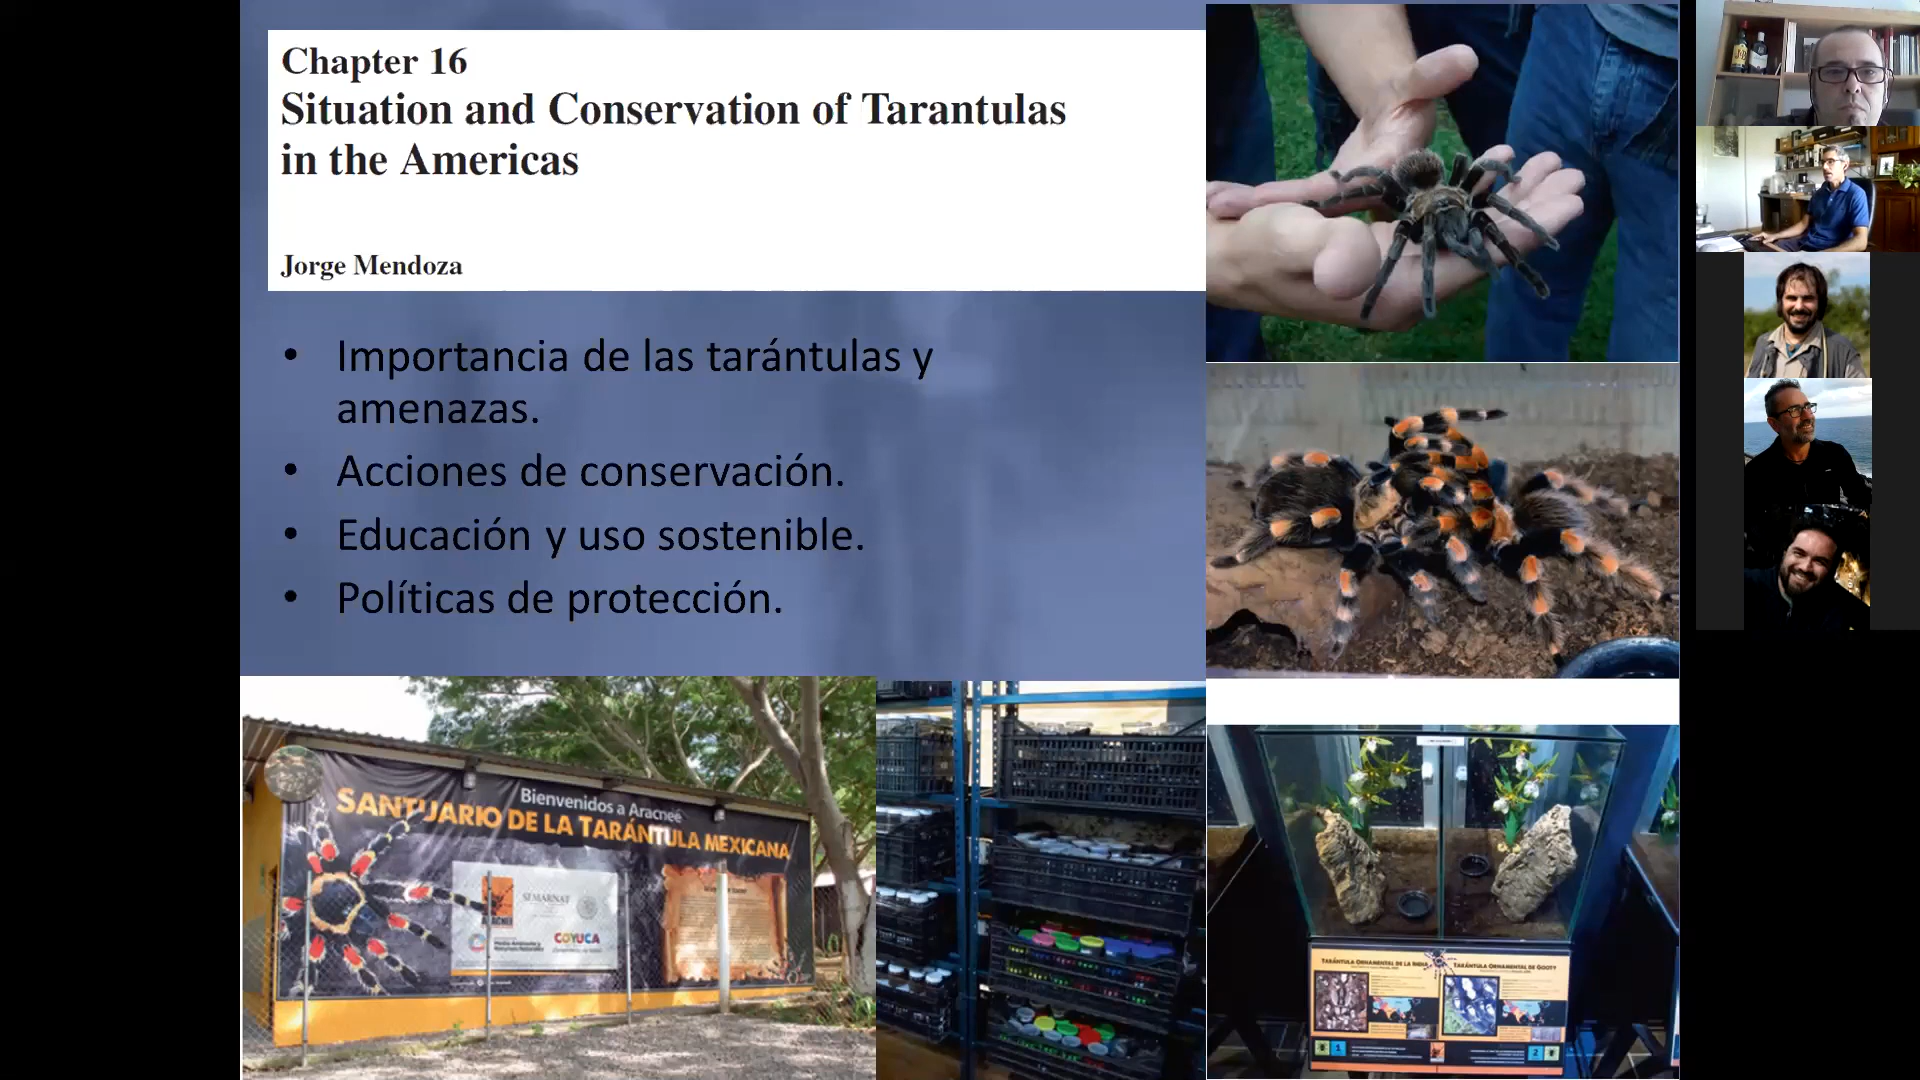 Chapter 16
Situation and Conservation of Tarantulas
in the Americas
Jorge Mendoza
• Importancia de las tarántulas y
amenazas.
• Acciones de conservación.
• Educación y uso sostenible.
• Políticas de protección.
Bienvenidos a Aracneé
SANTUARIO DE LA TARÁNTULA MEXICANA
SEMARNAT
COYUCA
TARÁNTULA ORNAMENTAL DE LA INDIA
TARÁNTULA ORNAMENTAL DE GOOTY
1
2